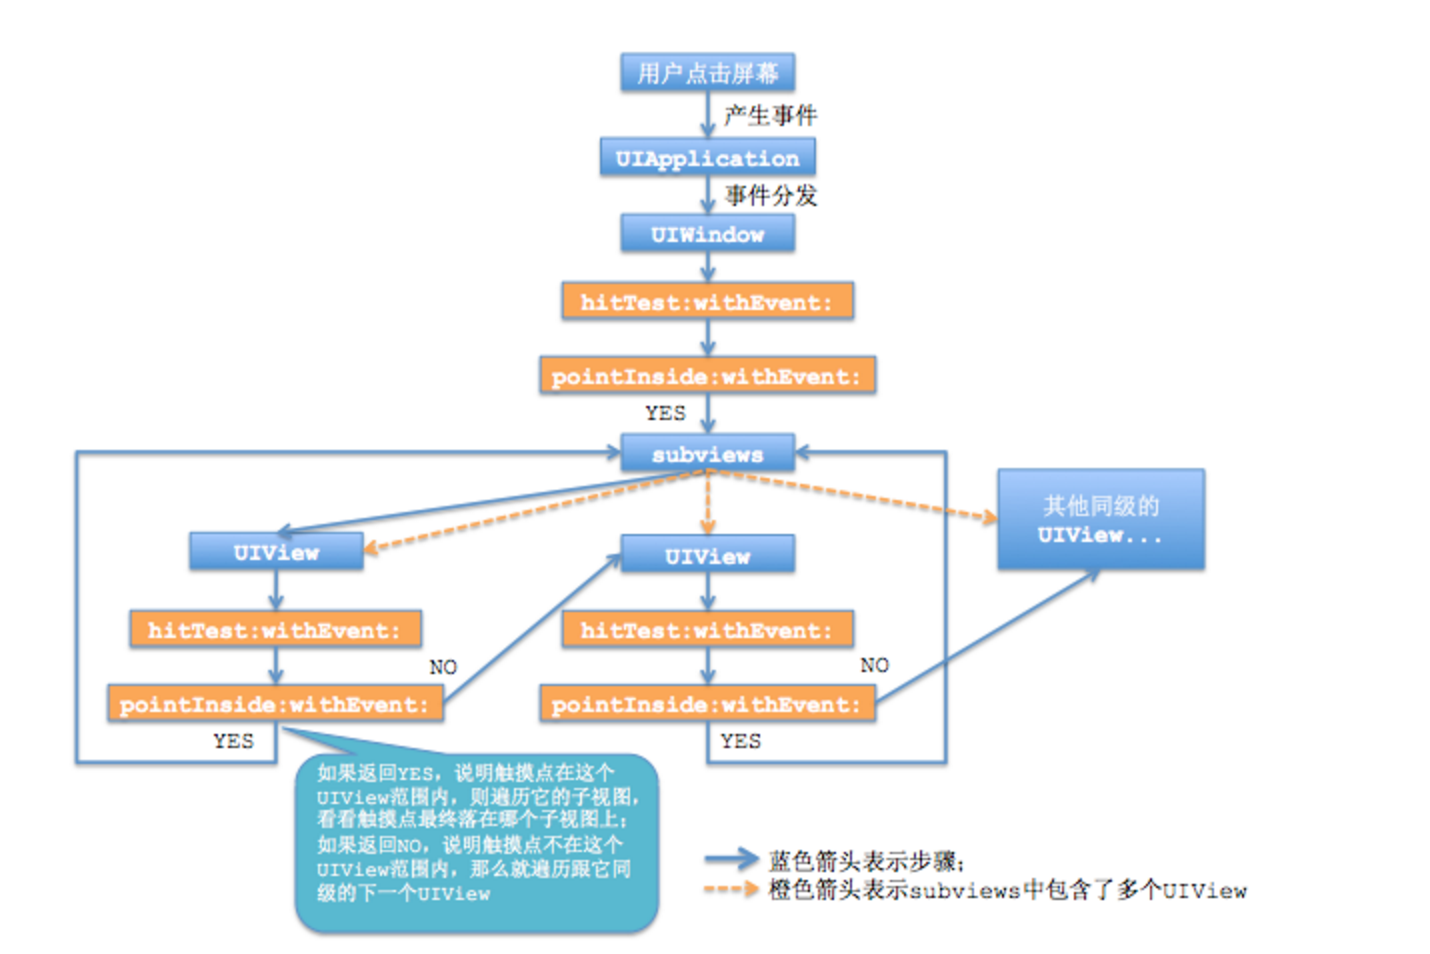 用户点击屏幕
产生事件
UIApplication
事件分发
UIWindow
hitTest:withEvent:
pointInside:withEvent:
YES
subviews
其他同级的
UIView...
UIView
UIView
hitTest:withEvent:
hitTest:withEvent:
NO
NO
pointInside:withEvent:
pointInside:withEvent:
YES
YES
如果返回YES，说明触摸点在这个
UIView范围内，则遍历它的子视图，
看看触摸点最终落在哪个子视图上；
如果返回NO，说明触摸点不在这个
UIView范围内，那么就遍历跟它同
级的下一个UIView
蓝色箭头表示步骤；
橙色箭头表示subviews中包含了多个UIView